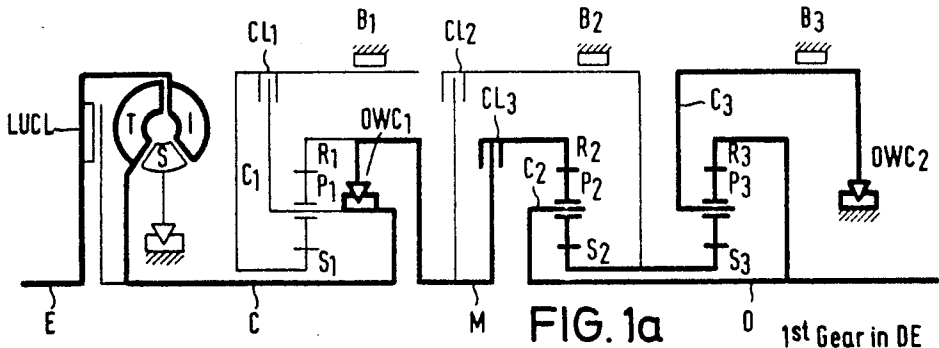 B1
B2
B3
CL1
CL2
CL3
OWC1
C3
LUCL
T
I
S
R1
R2
R3
OWC2
C1
P1
C2
P2
P3
S1
S2
S3
E
C
M
FIG. 1a
O
1st Gear in DE